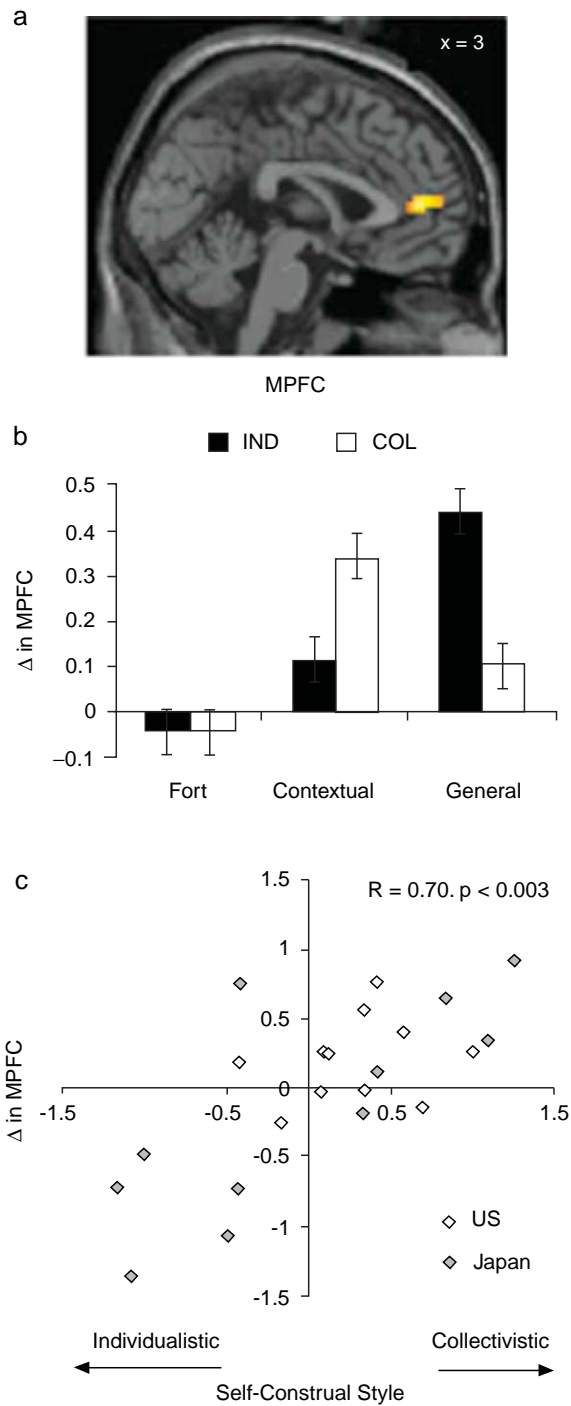 a
x = 3
MPFC
b
IND COL
Δ in MPFC
0.5
0.4
0.3
0.2
0.1
0
–0.1
Fort Contextual General
c
R = 0.70. p < 0.003
Δ in MPFC
1.5
1
0.5
0
-1.5 -0.5 0.5 1.5
-0.5
-1
-1.5
US
Japan
Individualistic Collectivistic
Self-Construal Style